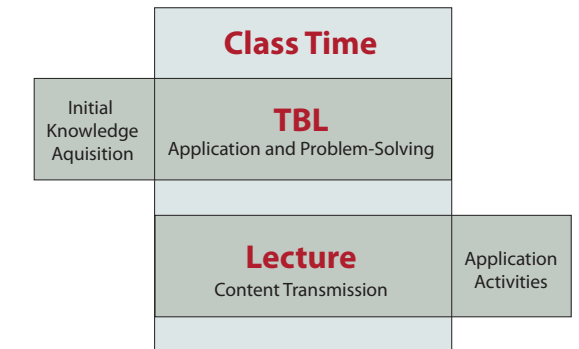 Class Time
Initial
Knowledge
Aquisition
TBL
Application and Problem-Solving
Lecture
Content Transmission
Application
Activities